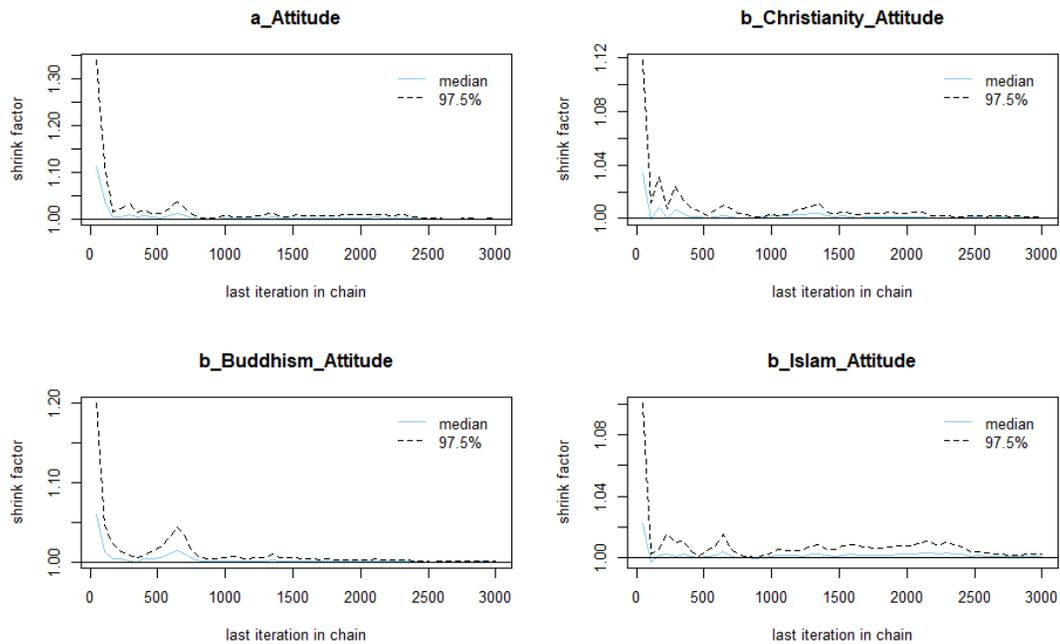 a_Attitude
1.30
1.20
1.10
1.00
shrink factor
median
97.5%
0 500 1000 1500 2000 2500 3000
last iteration in chain
b_Christianity_Attitude
1.12
1.08
1.04
1.00
shrink factor
median
97.5%
0 500 1000 1500 2000 2500 3000
last iteration in chain
b_Buddhism_Attitude
1.20
1.10
1.00
shrink factor
median
97.5%
0 500 1000 1500 2000 2500 3000
last iteration in chain
b_Islam_Attitude
1.08
1.04
1.00
shrink factor
median
97.5%
0 500 1000 1500 2000 2500 3000
last iteration in chain